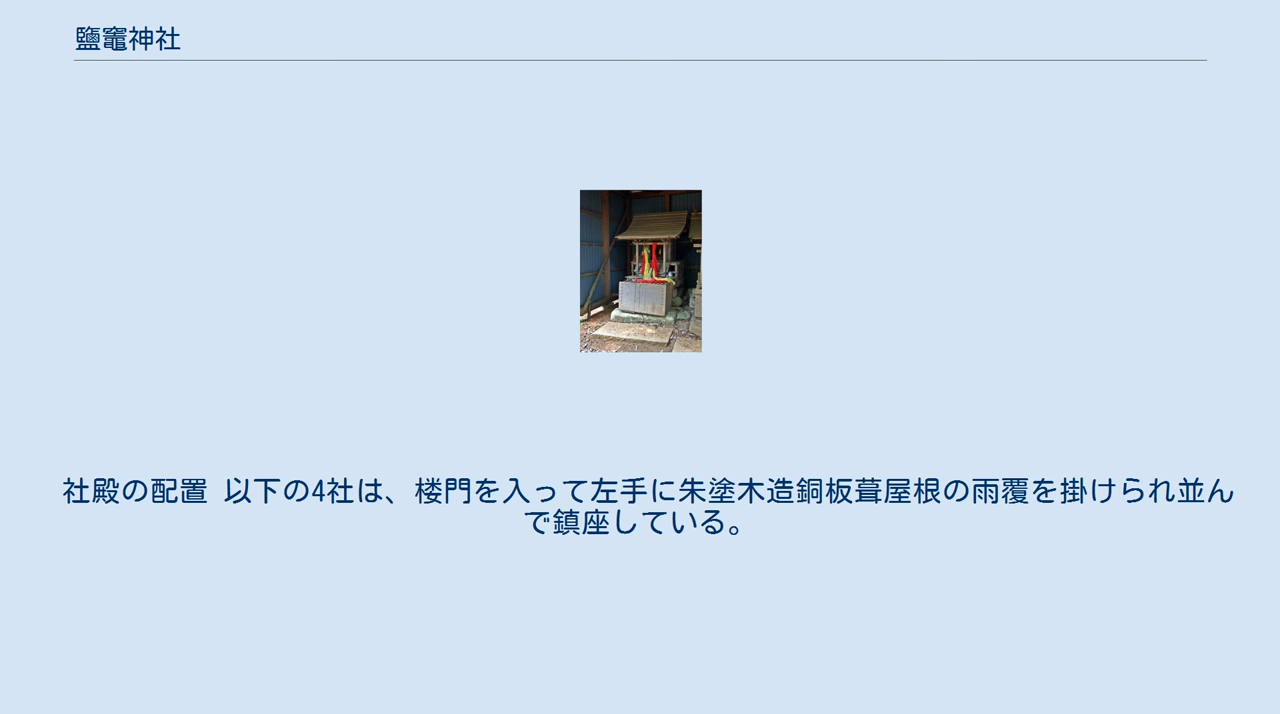 鹽竈神社
社殿の配置 以下の4社は、楼門を入って左手に朱塗木造銅板葺屋根の雨覆を掛けられ並ん
で鎮座している。